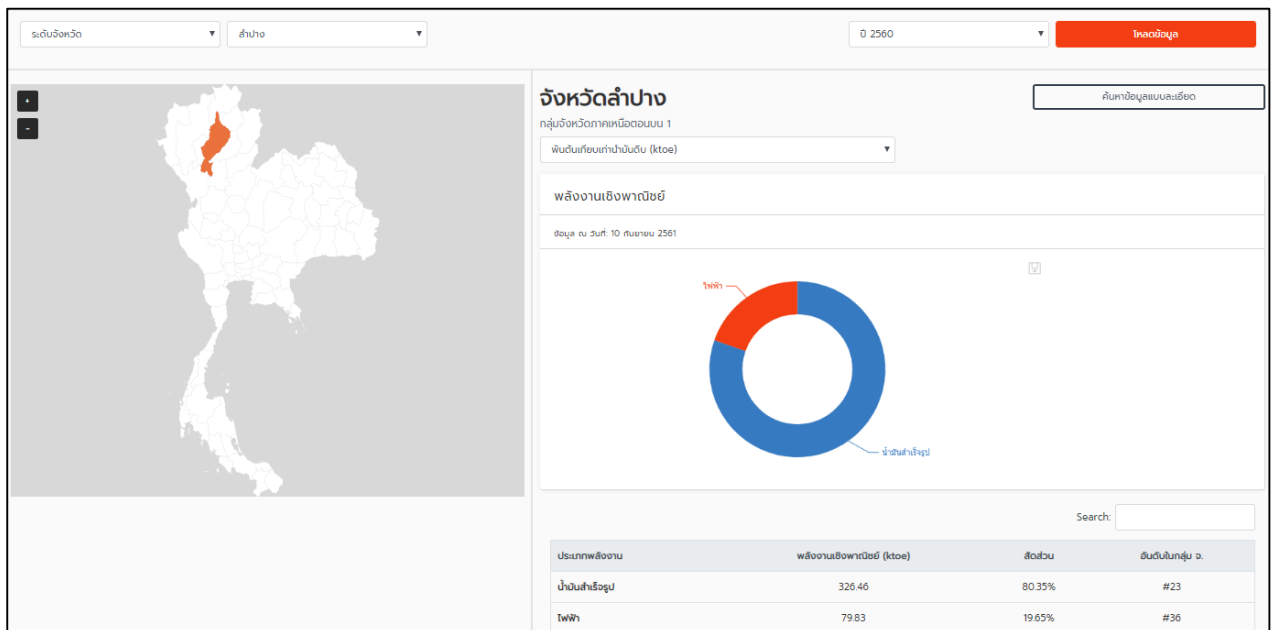 ระดับจังหวัด ลำปาง ปี 2560 โหลดข้อมูล
+
-
จังหวัดลำปาง ค้นหาข้อมูลแบบละเอียด
กลุ่มจังหวัดภาคเหนือตอนบน 1
พันตันเทียบเท่าน้ำมันดิบ (ktoe)
พลังงานเชิงพาณิชย์
ข้อมูล ณ วันที่: 10 กันยายน 2561
ไฟฟ้า
น้ำมันสำเร็จรูป
Search:
ประเภทพลังงาน พลังงานเชิงพาณิชย์ (ktoe) สัดส่วน อันดับในกลุ่ม จ.
น้ำมันสำเร็จรูป 326.46 80.35% #23
ไฟฟ้า 79.83 19.65% #36